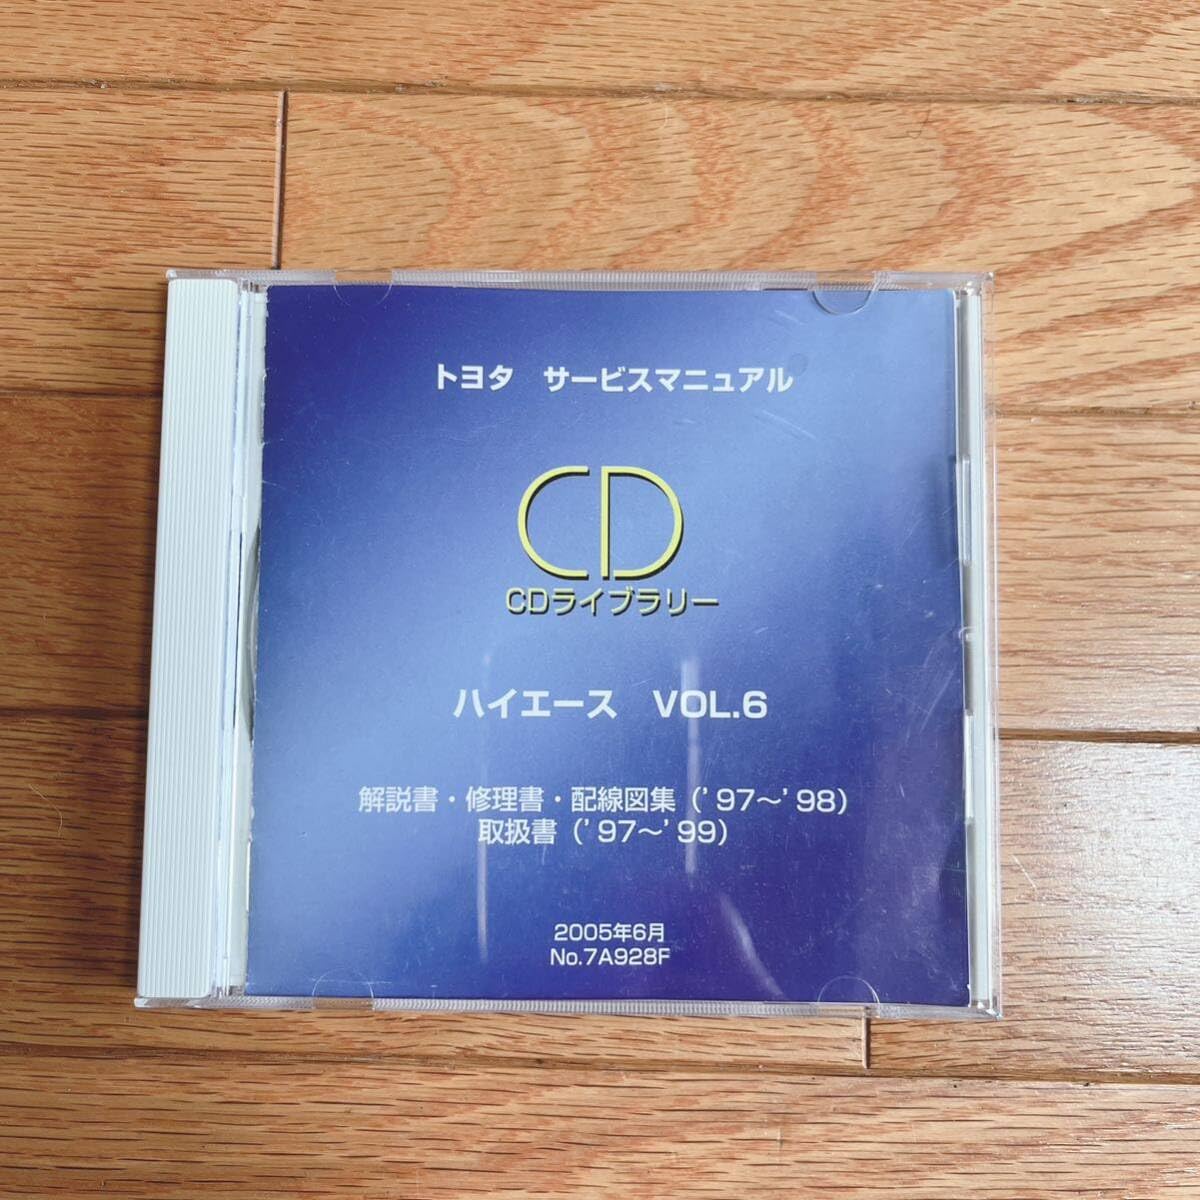 トヨタ サービスマニュアル
CD
CDライブラリー
ハイエース VOL.6
解説書・修理書・配線図集（'97～'98）
取扱書（'97～'99）
2005年6月
No.7A928F